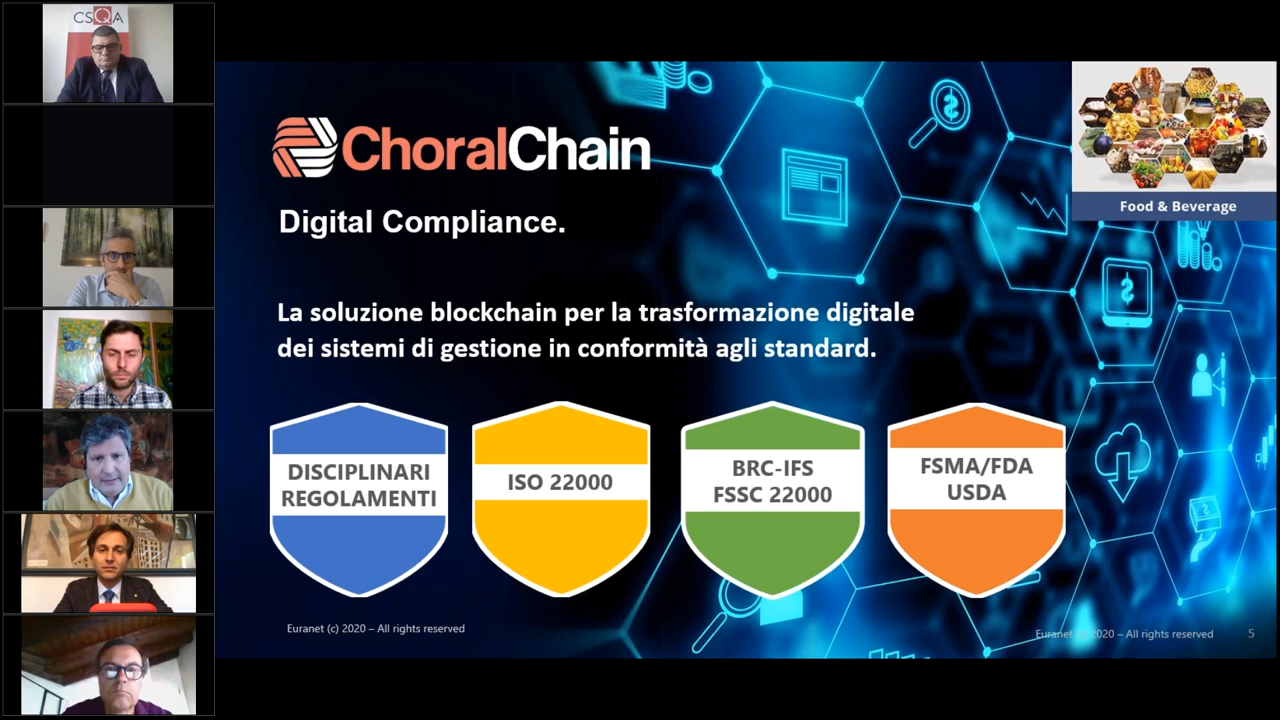 CSQA
ChoralChain
Food & Beverage
Digital Compliance.
La soluzione blockchain per la trasformazione digitale
dei sistemi di gestione in conformità agli standard.
DISCIPLINARI
REGOLAMENTI
ISO 22000
BRC-IFS
FSSC 22000
FSMA/FDA
USDA
Euranet (c) 2020 – All rights reserved
Euranet (c) 2020 – All rights reserved
5